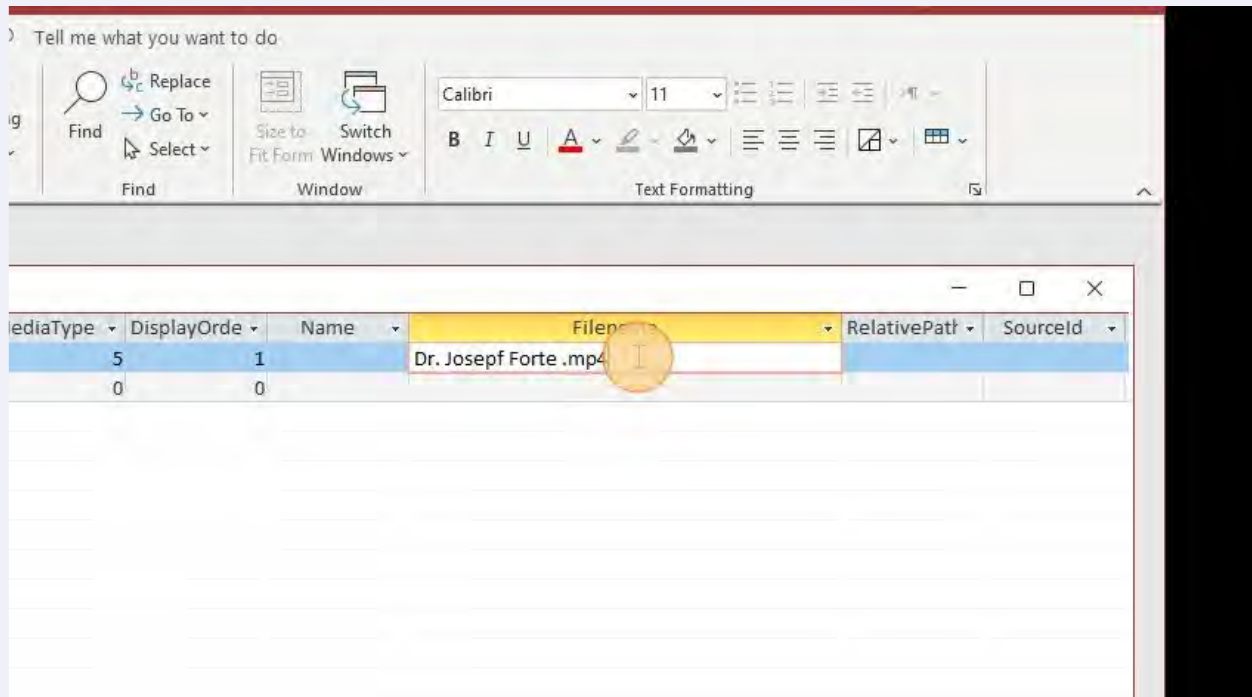 Tell me what you want to do
Replace
Go To
Find
Select
Size to Fit Form
Switch Windows
Find
Window
Calibri
11
B I U A
Text Formatting
DisplayOrde
Name
RelativePath
SourceId
5
1
Dr. Josepf Forte .mp4
0
0